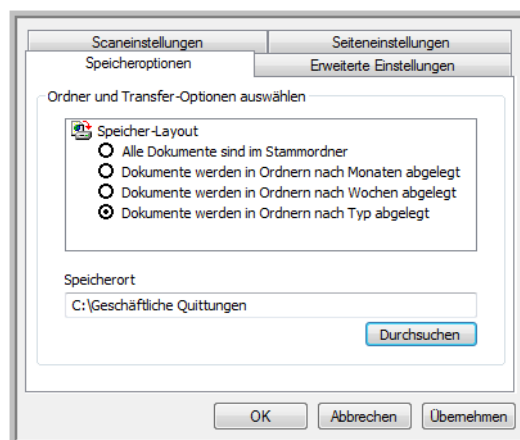 Scaneinstellungen
Seiteneinstellungen
Speicheroptionen
Erweiterte Einstellungen
Ordner und Transfer-Optionen auswählen
Speicher-Layout
Alle Dokumente sind im Stammordner
Dokumente werden in Ordnern nach Monaten abgelegt
Dokumente werden in Ordnern nach Wochen abgelegt
Dokumente werden in Ordnern nach Typ abgelegt
Speicherort
C:\Geschäftliche Quittungen
Durchsuchen
OK
Abbrechen
Übernehmen